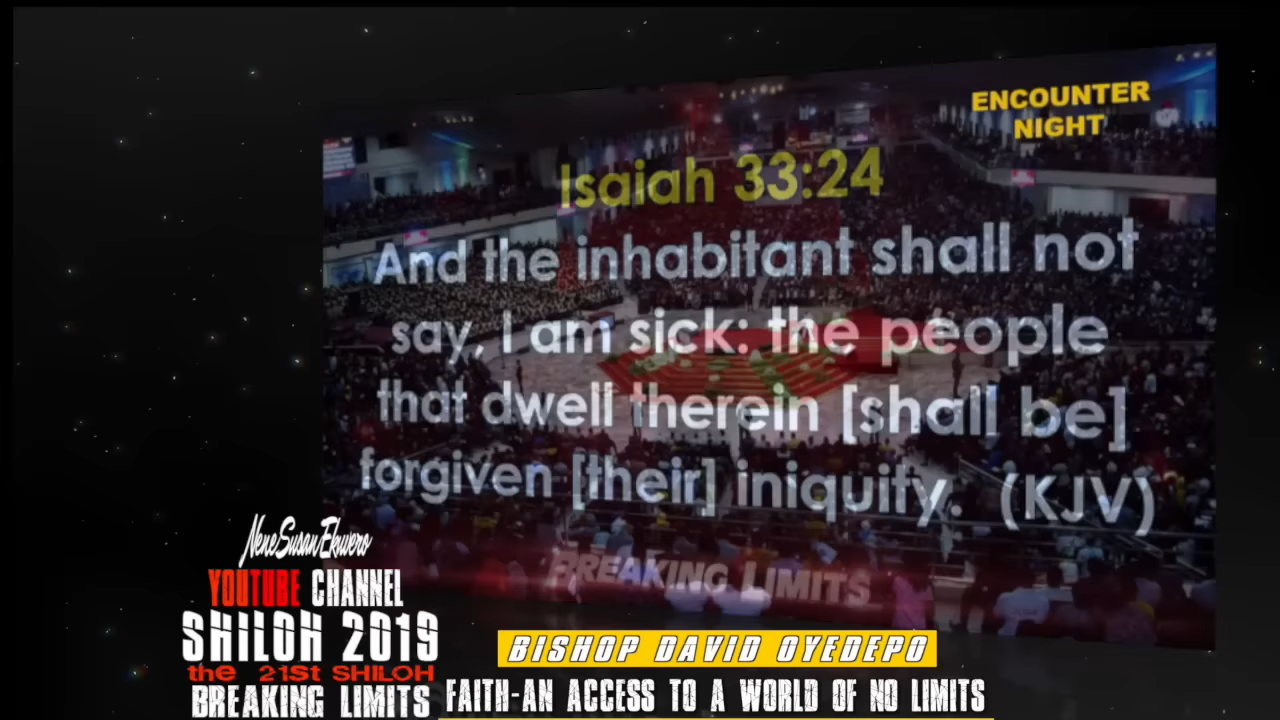 ENCOUNTER
NIGHT
Isaiah 33:24
And the inhabitant shall not
say, I am sick: the people
that dwell therein [shall be]
forgiven [their] iniquity. (KJV)
BREAKING LIMITS
NeneSusanEkwero
YOUTUBE CHANNEL
SHILOH 2019
the 21st SHILOH
BREAKING LIMITS
BISHOP DAVID OYEDEPO
FAITH-AN ACCESS TO A WORLD OF NO LIMITS